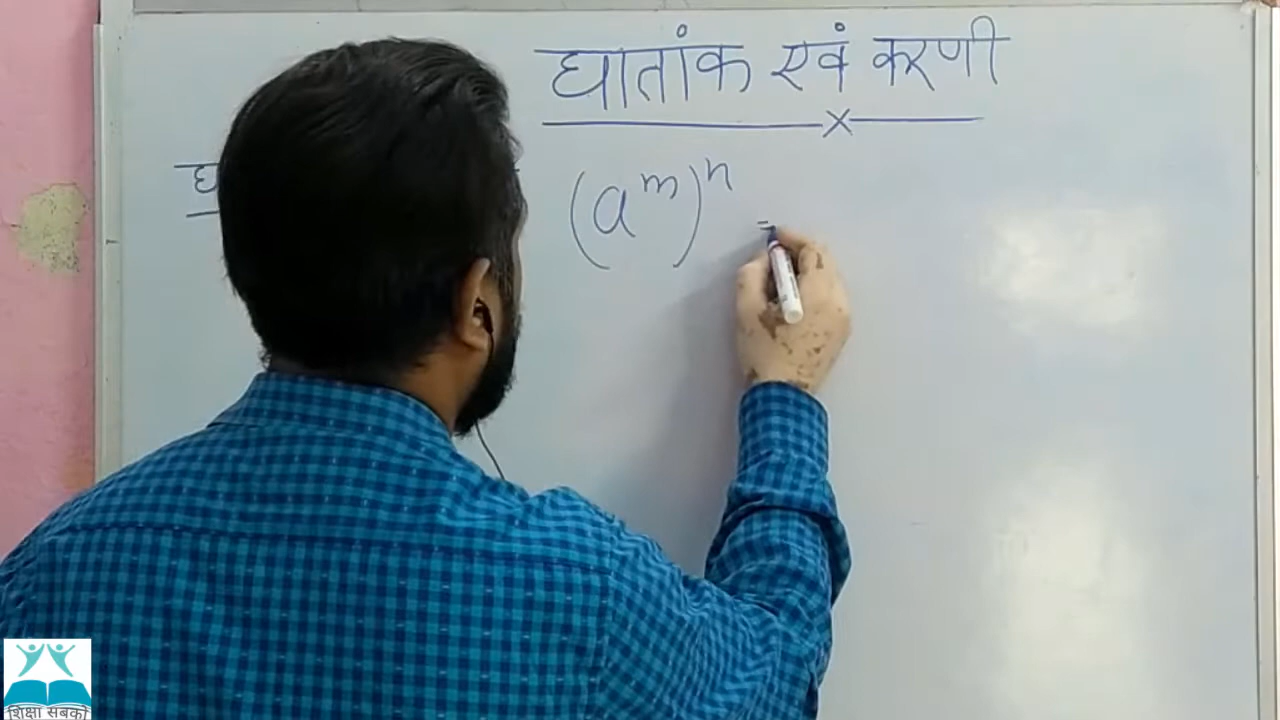 घातांक एवं करणी
(a^m)^n =
शिक्षा सबकी